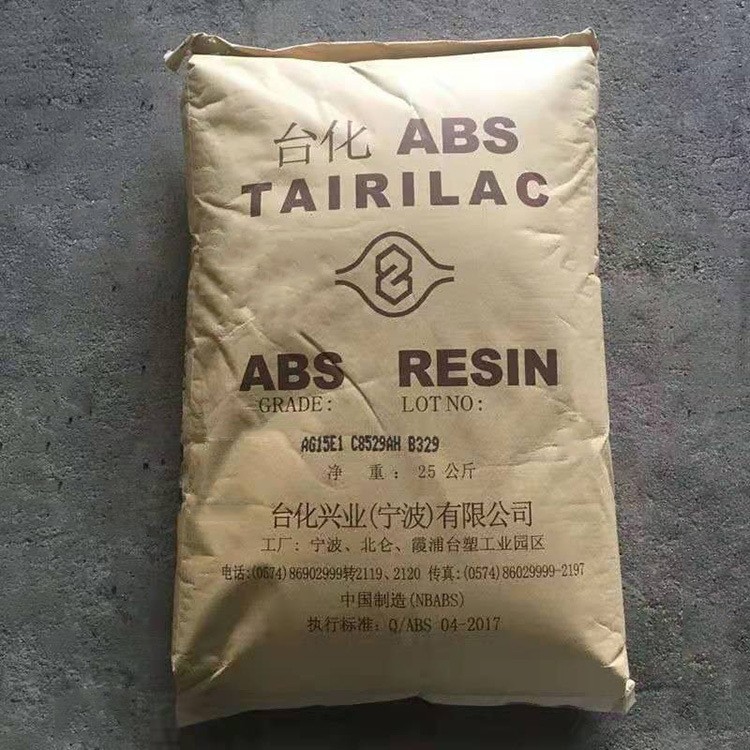 台化 ABS
TAIRILAC
ABS RESIN
GRADE: LOT NO:
AG15E1 C8529AH B329
净 重 : 25 公斤
台化兴业(宁波)有限公司
工厂: 宁波、北仑、霞浦台塑工业园区
电话:(0574)86902999转2119、2120 传真:(0574)86029999-2197
中国制造(NBABS)
执行标准: Q/ABS 04-2017